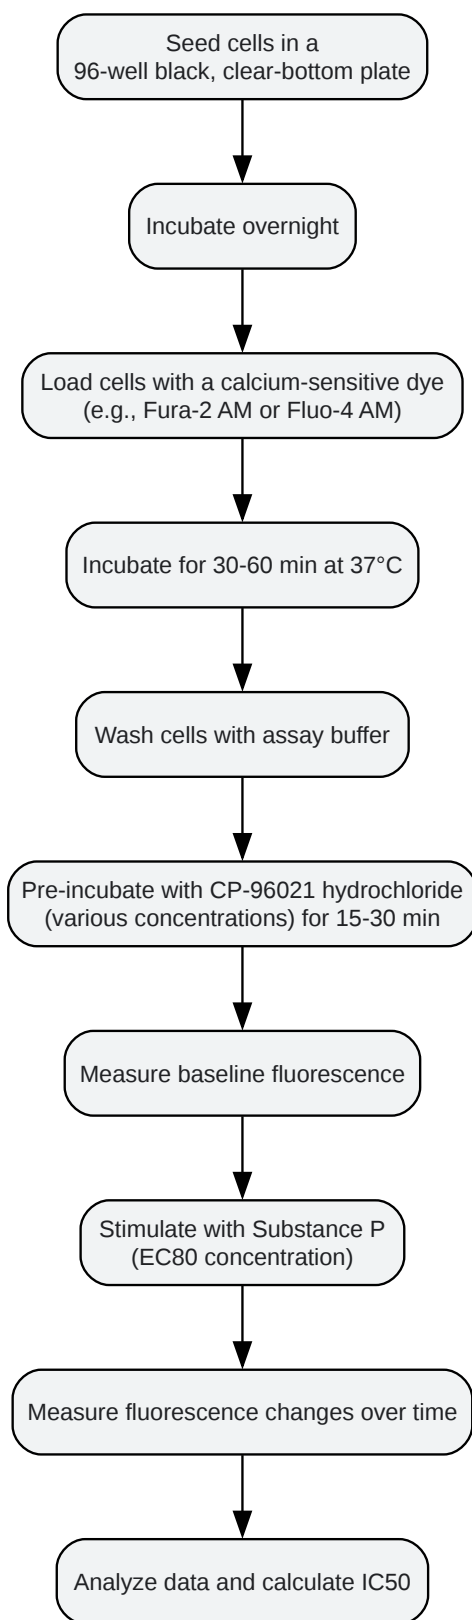 Seed cells in a
96-well black, clear-bottom plate
Incubate overnight
Load cells with a calcium-sensitive dye
(e.g., Fura-2 AM or Fluo-4 AM)
Incubate for 30-60 min at 37°C
Wash cells with assay buffer
Pre-incubate with CP-96021 hydrochloride
(various concentrations) for 15-30 min
Measure baseline fluorescence
Stimulate with Substance P
(EC80 concentration)
Measure fluorescence changes over time
Analyze data and calculate IC50